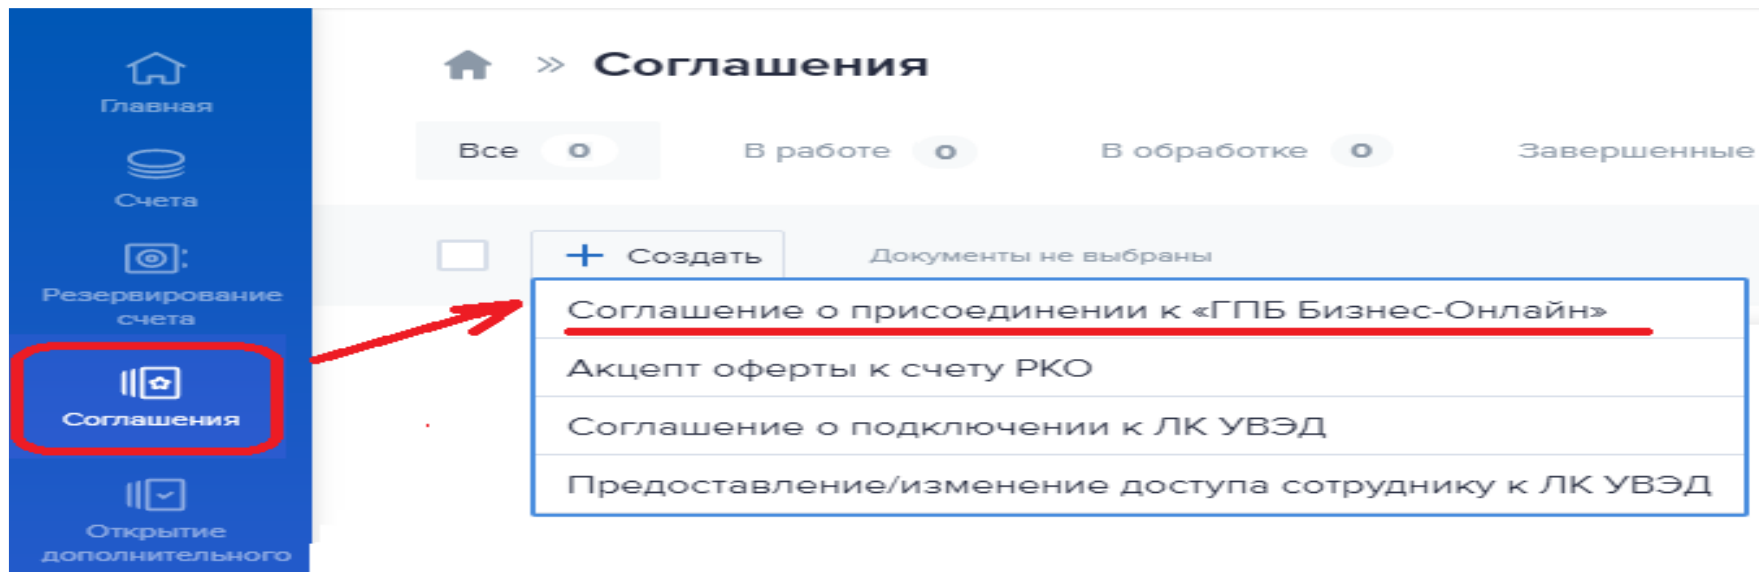 Главная
Счета
Резервирование
счета
Соглашения
Открытие
дополнительного
» Соглашения
Все 0 В работе 0 В обработке 0 Завершенные
+ Создать Документы не выбраны
Соглашение о присоединении к «ГПБ Бизнес-Онлайн»
Акцепт оферты к счету РКО
Соглашение о подключении к ЛК УВЭД
Предоставление/изменение доступа сотруднику к ЛК УВЭД